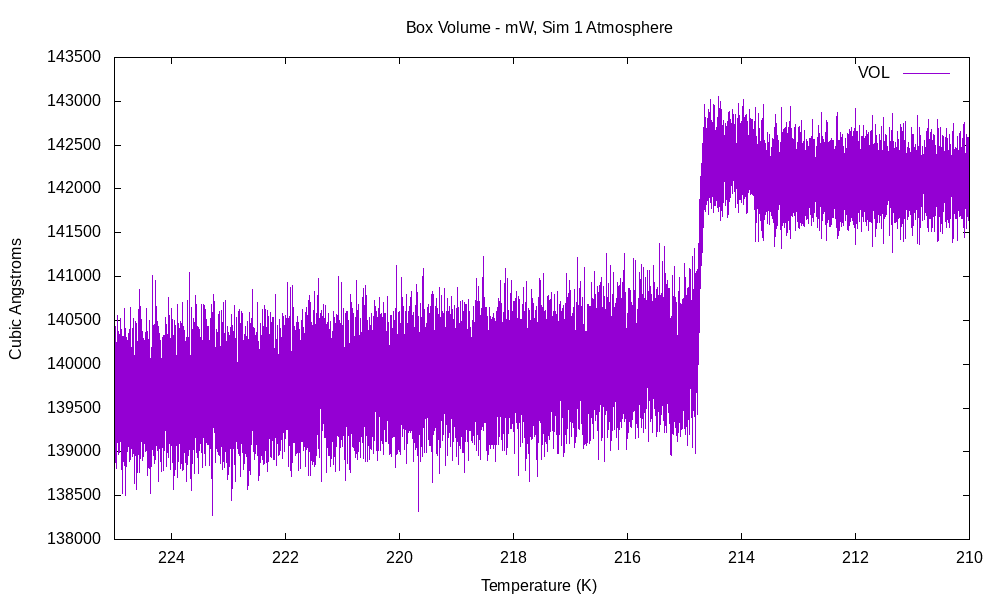 Box Volume - mW, Sim 1 Atmosphere
VOL
143500
143000
142500
142000
141500
141000
140500
140000
139500
139000
138500
138000
Cubic Angstroms
224 222 220 218 216 214 212 210
Temperature (K)